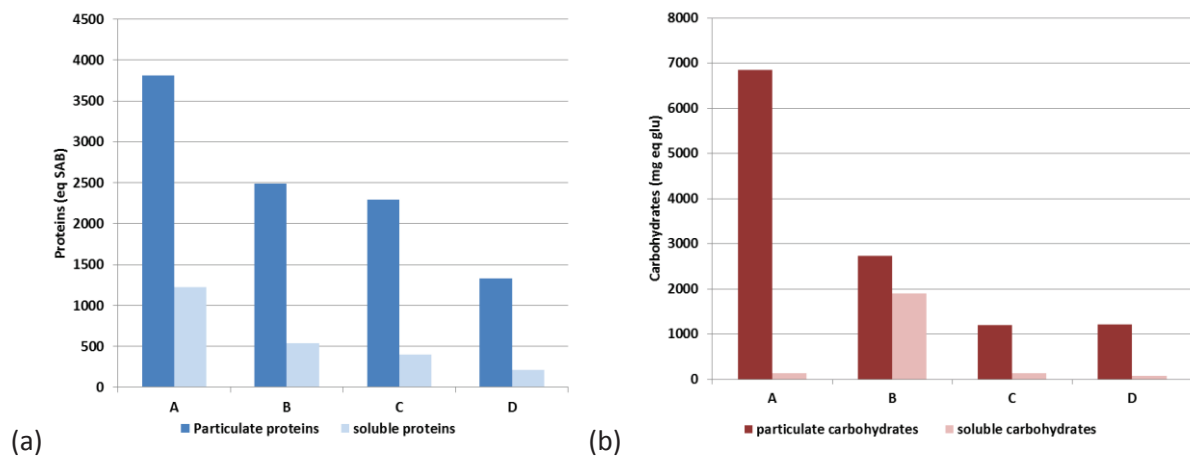 Proteins (eq SAB)
4500
4000
3500
3000
2500
2000
1500
1000
500
0
A B C D
Particulate proteins soluble proteins
(a)
Carbohydrates (mg eq glu)
8000
7000
6000
5000
4000
3000
2000
1000
0
A B C D
particulate carbohydrates soluble carbohydrates
(b)